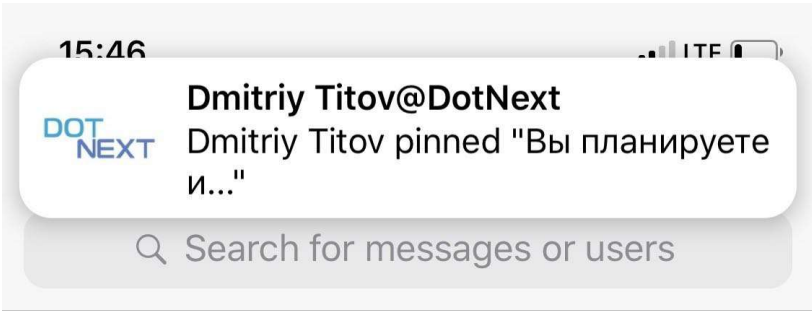 15:46
LTE
Dmitriy Titov@DotNext
DOT
NEXT
Dmitriy Titov pinned "Вы планируете
и..."
Search for messages or users